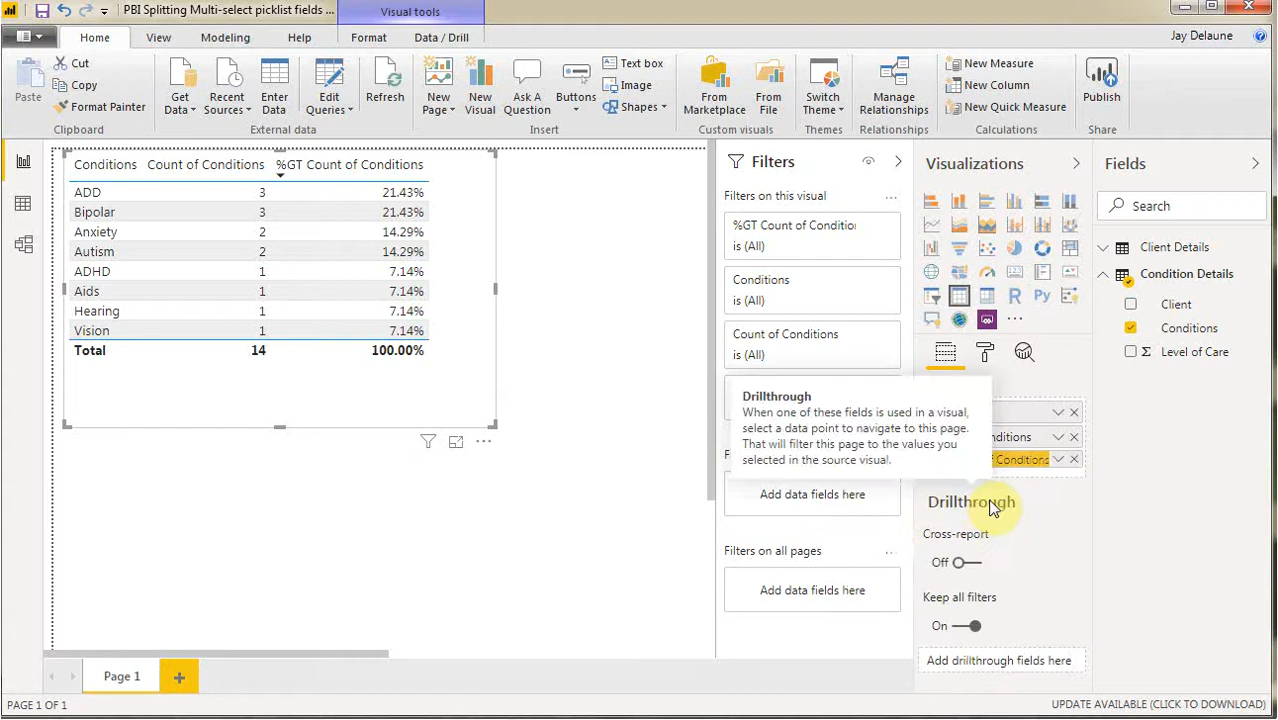 PBI Splitting Multi-select picklist fields ...
Visual tools
Home
View
Modeling
Help
Format
Data / Drill
Jay Delaune
Paste
Cut
Copy
Format Painter
Clipboard
Get Data
Recent Sources
Enter Data
Edit Queries
Refresh
External data
New Page
New Visual
Ask A Question
Buttons
Text box
Image
Shapes
Insert
From Marketplace
From File
Custom visuals
Switch Theme
Themes
Manage Relationships
Relationships
New Measure
New Column
New Quick Measure
Calculations
Publish
Share
Conditions Count of Conditions %GT Count of Conditions
ADD 3 21.43%
Bipolar 3 21.43%
Anxiety 2 14.29%
Autism 2 14.29%
ADHD 1 7.14%
Aids 1 7.14%
Hearing 1 7.14%
Vision 1 7.14%
Total 14 100.00%
Filters
Filters on this visual ...
%GT Count of Conditior
is (All)
Conditions
is (All)
Count of Conditions
is (All)
Add data fields here
Filters on all pages ...
Add data fields here
Visualizations
R
Py
123
...
Drillthrough
When one of these fields is used in a visual,
select a data point to navigate to this page.
That will filter this page to the values you
selected in the source visual.
nditions
Conditions
Drillthrough
Cross-report
Off
Keep all filters
On
Add drillthrough fields here
Fields
Search
Client Details
Condition Details
Client
Conditions
Σ Level of Care
Page 1
PAGE 1 OF 1
UPDATE AVAILABLE (CLICK TO DOWNLOAD)